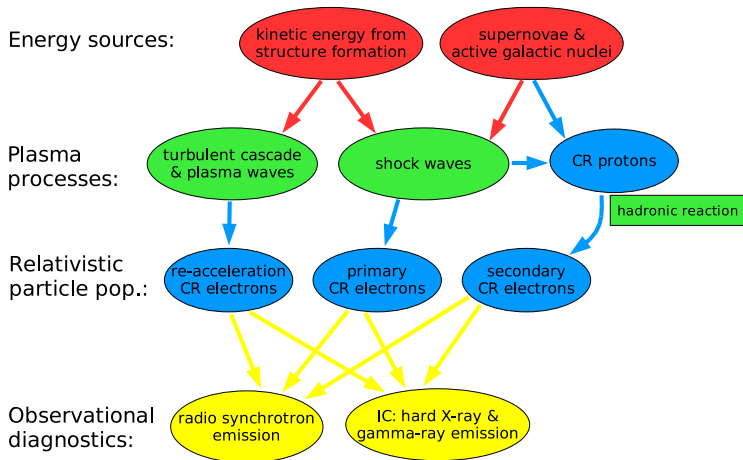 Energy sources:
kinetic energy from
structure formation
supernovae &
active galactic nuclei
Plasma
processes:
turbulent cascade
& plasma waves
shock waves
CR protons
hadronic reaction
Relativistic
particle pop.:
re-acceleration
CR electrons
primary
CR electrons
secondary
CR electrons
Observational
diagnostics:
radio synchrotron
emission
IC: hard X-ray &
gamma-ray emission